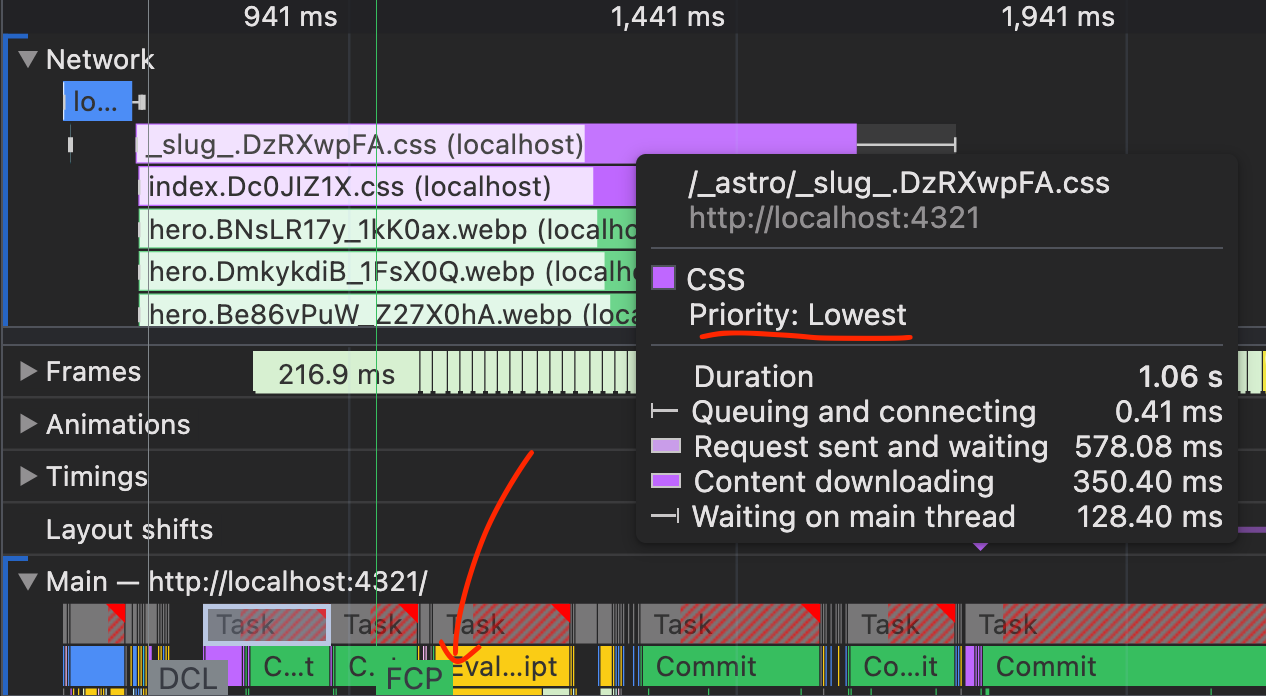 941 ms 1,441 ms 1,941 ms
Network
lo...
_slug_.DzRXwpFA.css (localhost)
index.Dc0JIZ1X.css (localhost)
hero.BNsLR17y_1kK0ax.webp (localho
hero.DmkykdiB_1FsX0Q.webp (localh
hero.Be86vPuW_Z27X0hA.webp (loca
/_astro/_slug_.DzRXwpFA.css
http://localhost:4321
CSS
Priority: Lowest
Duration 1.06 s
Queuing and connecting 0.41 ms
Request sent and waiting 578.08 ms
Content downloading 350.40 ms
Waiting on main thread 128.40 ms
Frames 216.9 ms
Animations
Timings
Layout shifts
Main — http://localhost:4321/
Task Task Task Task Task Task
C...t C... Eval...ipt Commit Co...it Commit
DCL FCP